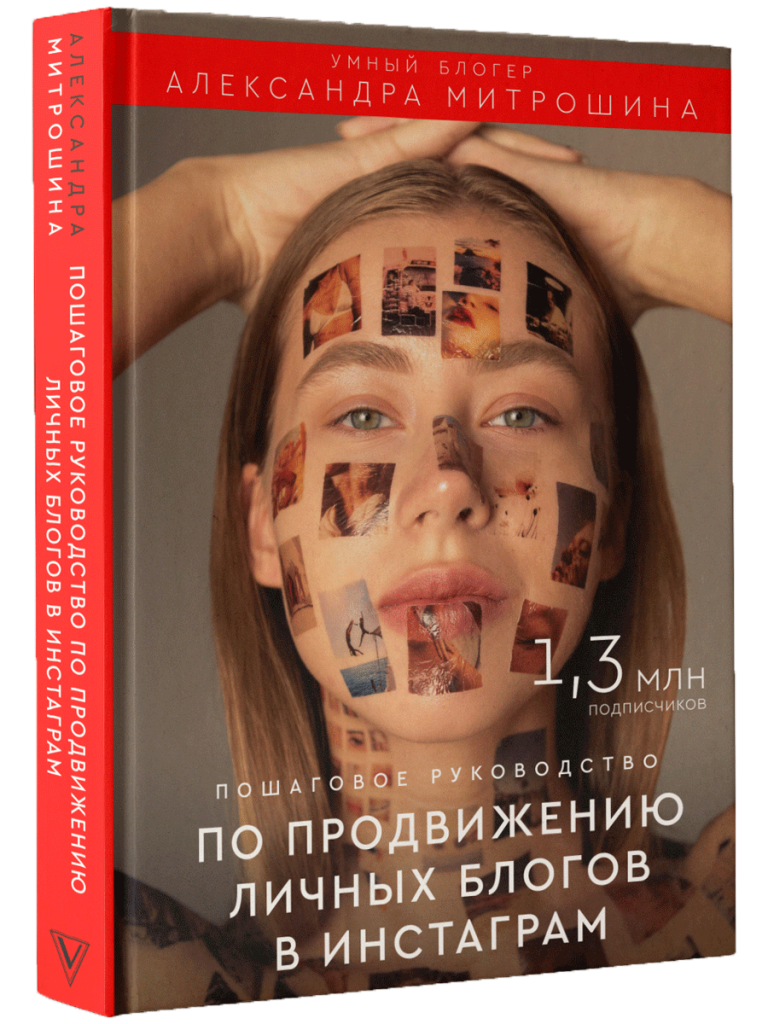 АЛЕКСАНДРА
МИТРОШИНА
ПОШАГОВОЕ РУКОВОДСТВО ПО ПРОДВИЖЕНИЮ
ЛИЧНЫХ БЛОГОВ В ИНСТАГРАМ
УМНЫЙ БЛОГЕР
АЛЕКСАНДРА МИТРОШИНА
1,3 МЛН
ПОДПИСЧИКОВ
ПОШАГОВОЕ РУКОВОДСТВО
ПО ПРОДВИЖЕНИЮ
ЛИЧНЫХ БЛОГОВ
В ИНСТАГРАМ